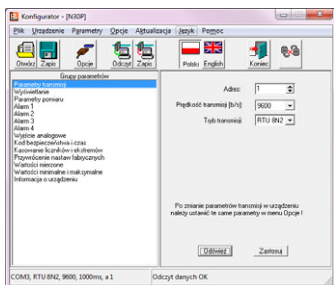 Konfigurator - [N30P]
Plik Urządzenie Parametry Opcje Aktualizacja Język Pomoc
Otwórz Zapis Opcje Odczyt Zapis Polski English Koniec
Grupy parametrów
Parametry transmisji
Wyświetlanie
Parametry pomiaru
Alarm 1
Alarm 2
Alarm 3
Alarm 4
Wyjście analogowe
Kod bezpieczeństwa i czas
Kasowanie liczników i ekstremów
Przywrócenie nastaw fabrycznych
Wartości mierzone
Wartości minimalne i maksymalne
Informacja o urządzeniu
Adres: 1
Prędkość transmisji [b/s]: 9600
Tryb transmisji: RTU 8N2
Po zmianie parametrów transmisji w urządzeniu
należy ustawić te same parametry w menu Opcje !
Odśwież Zastosuj
COM3, RTU 8N2, 9600, 1000ms, a 1 Odczyt danych OK